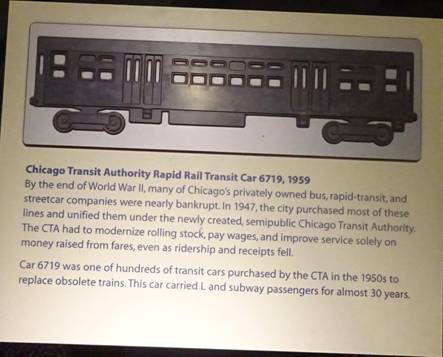 Chicago Transit Authority Rapid Rail Transit Car 6719, 1959
By the end of World War II, many of Chicago's privately owned bus, rapid-transit, and
streetcar companies were nearly bankrupt. In 1947, the city purchased most of these
lines and unified them under the newly created, semipublic Chicago Transit Authority.
The CTA had to modernize rolling stock, pay wages, and improve service solely on
money raised from fares, even as ridership and receipts fell.
Car 6719 was one of hundreds of transit cars purchased by the CTA in the 1950s to
replace obsolete trains. This car carried L and subway passengers for almost 30 years.